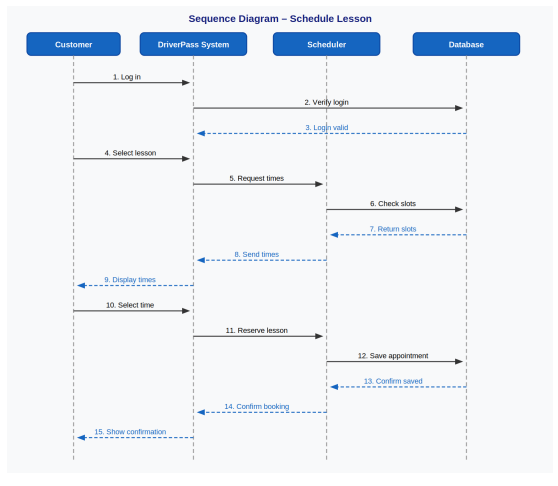 Sequence Diagram – Schedule Lesson
Customer
DriverPass System
Scheduler
Database
1. Log in
2. Verify login
3. Login valid
4. Select lesson
5. Request times
6. Check slots
7. Return slots
8. Send times
9. Display times
10. Select time
11. Reserve lesson
12. Save appointment
13. Confirm saved
14. Confirm booking
15. Show confirmation